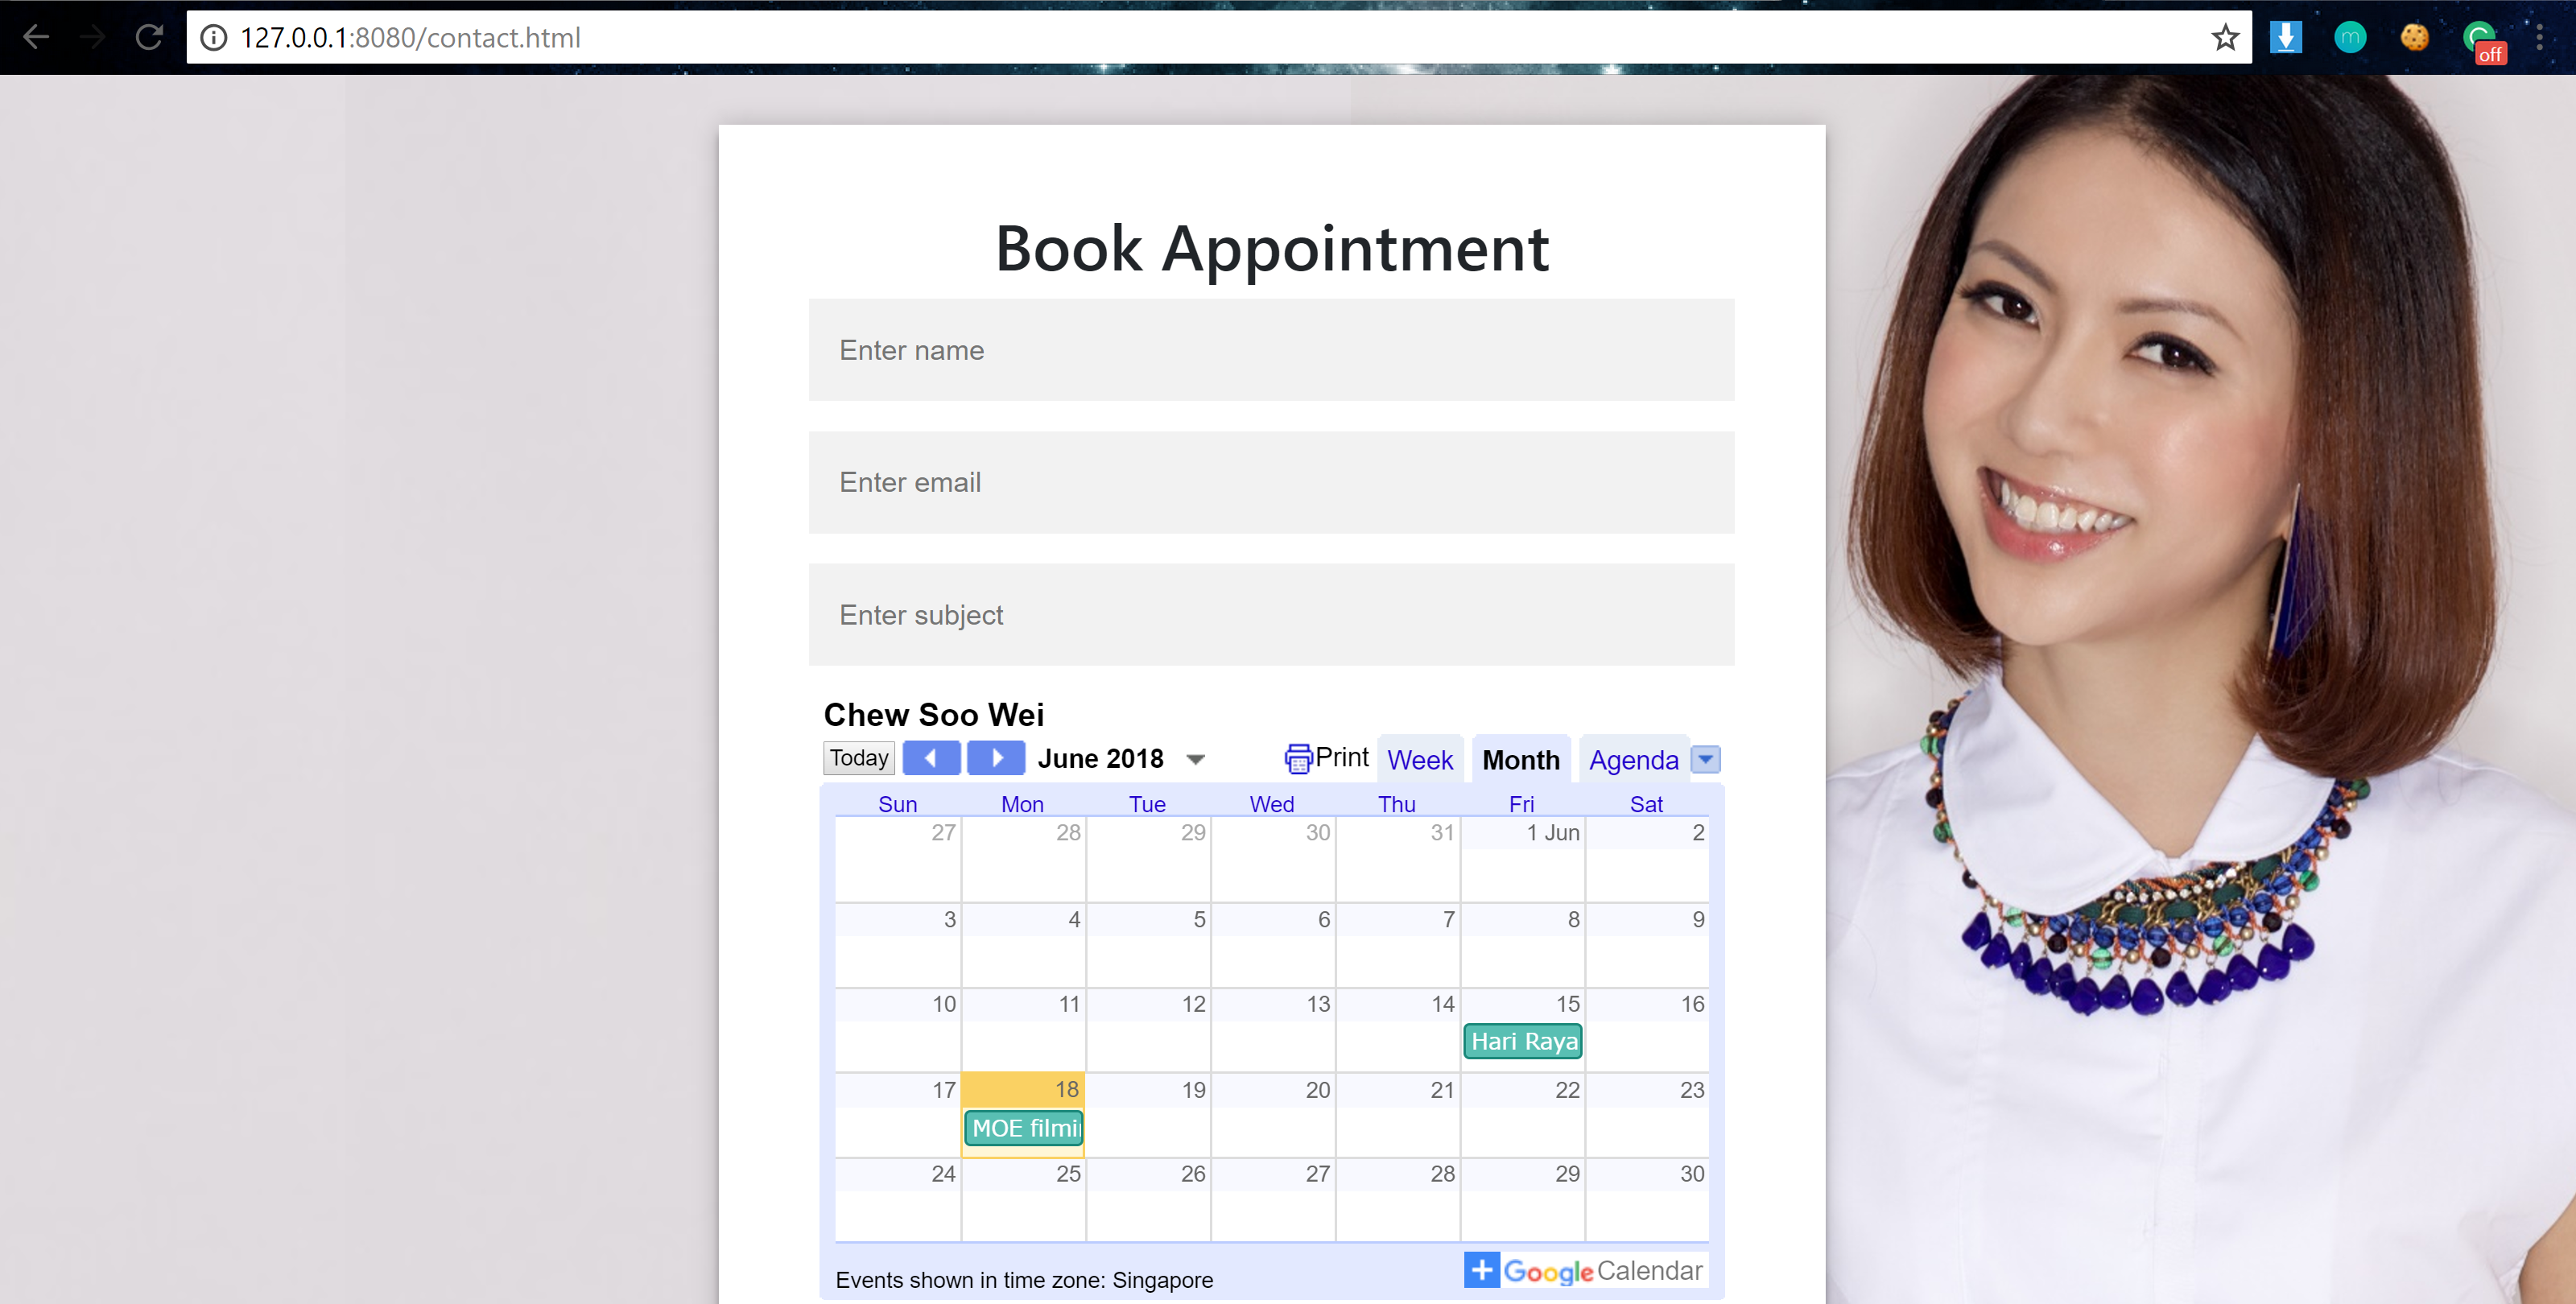 127.0.0.1:8080/contact.html
m
off
Book Appointment
Enter name
Enter email
Enter subject
Chew Soo Wei
Today June 2018 Print Week Month Agenda
Sun Mon Tue Wed Thu Fri Sat
27 28 29 30 31 1 Jun 2
3 4 5 6 7 8 9
10 11 12 13 14 15 16
Hari Raya
17 18 19 20 21 22 23
MOE filmi
24 25 26 27 28 29 30
Events shown in time zone: Singapore
Google Calendar